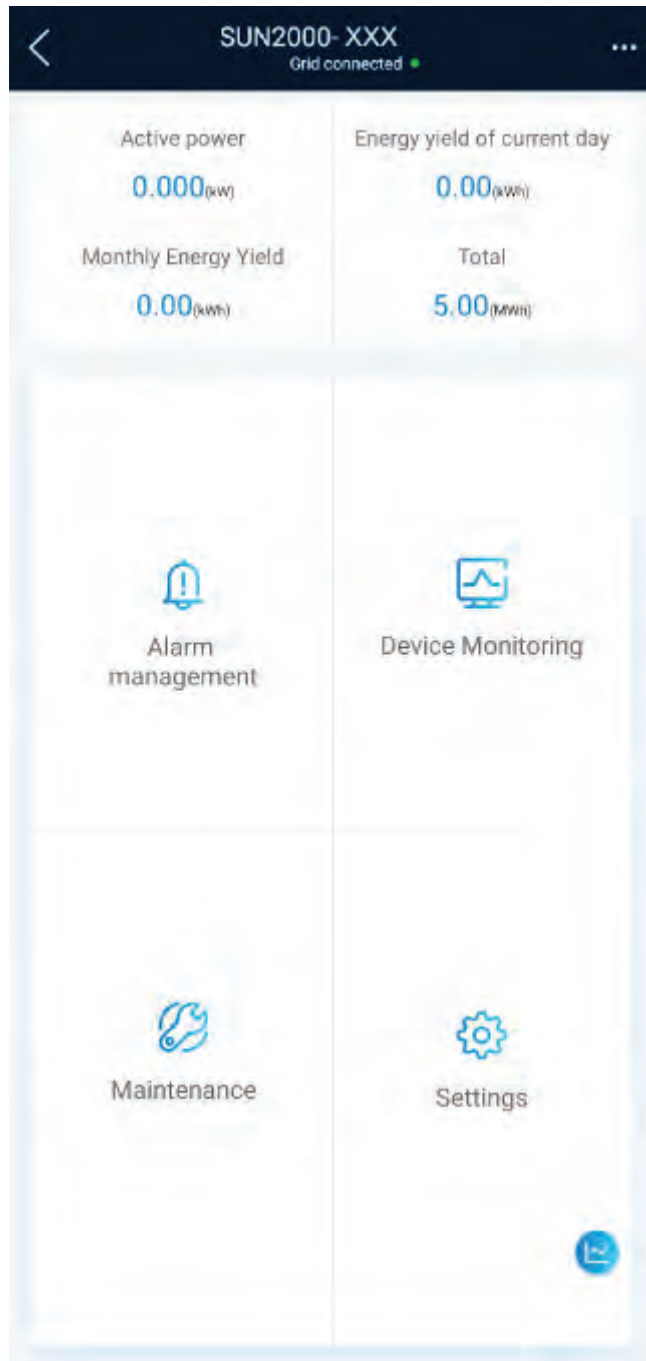 SUN2000- XXX
Grid connected
Active power
Energy yield of current day
0.000(kW)
0.00(kWh)
Monthly Energy Yield
Total
0.00(kWh)
5.00(MWh)
Alarm
management
Device Monitoring
Maintenance
Settings